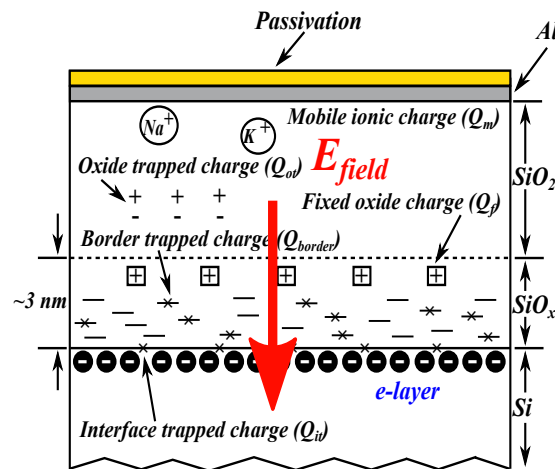 Passivation
Al
Na+
K+
Mobile ionic charge (Qm)
Oxide trapped charge (Qot)
Efield
+ + +
- - -
Fixed oxide charge (Qf)
SiO2
Border trapped charge (Qborder)
+ + + + +
~3 nm
SiOx
e-layer
Si
Interface trapped charge (Qit)